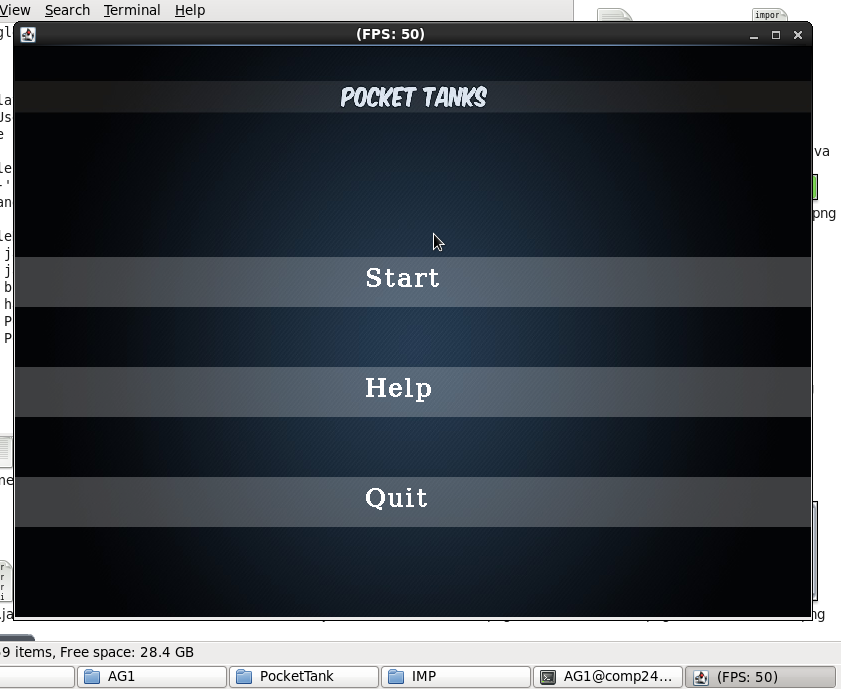 View Search Terminal Help
impor
(FPS: 50)
POCKET TANKS
va
png
Start
Help
Quit
9 items, Free space: 28.4 GB
AG1 PocketTank IMP AG1@comp24... (FPS: 50)